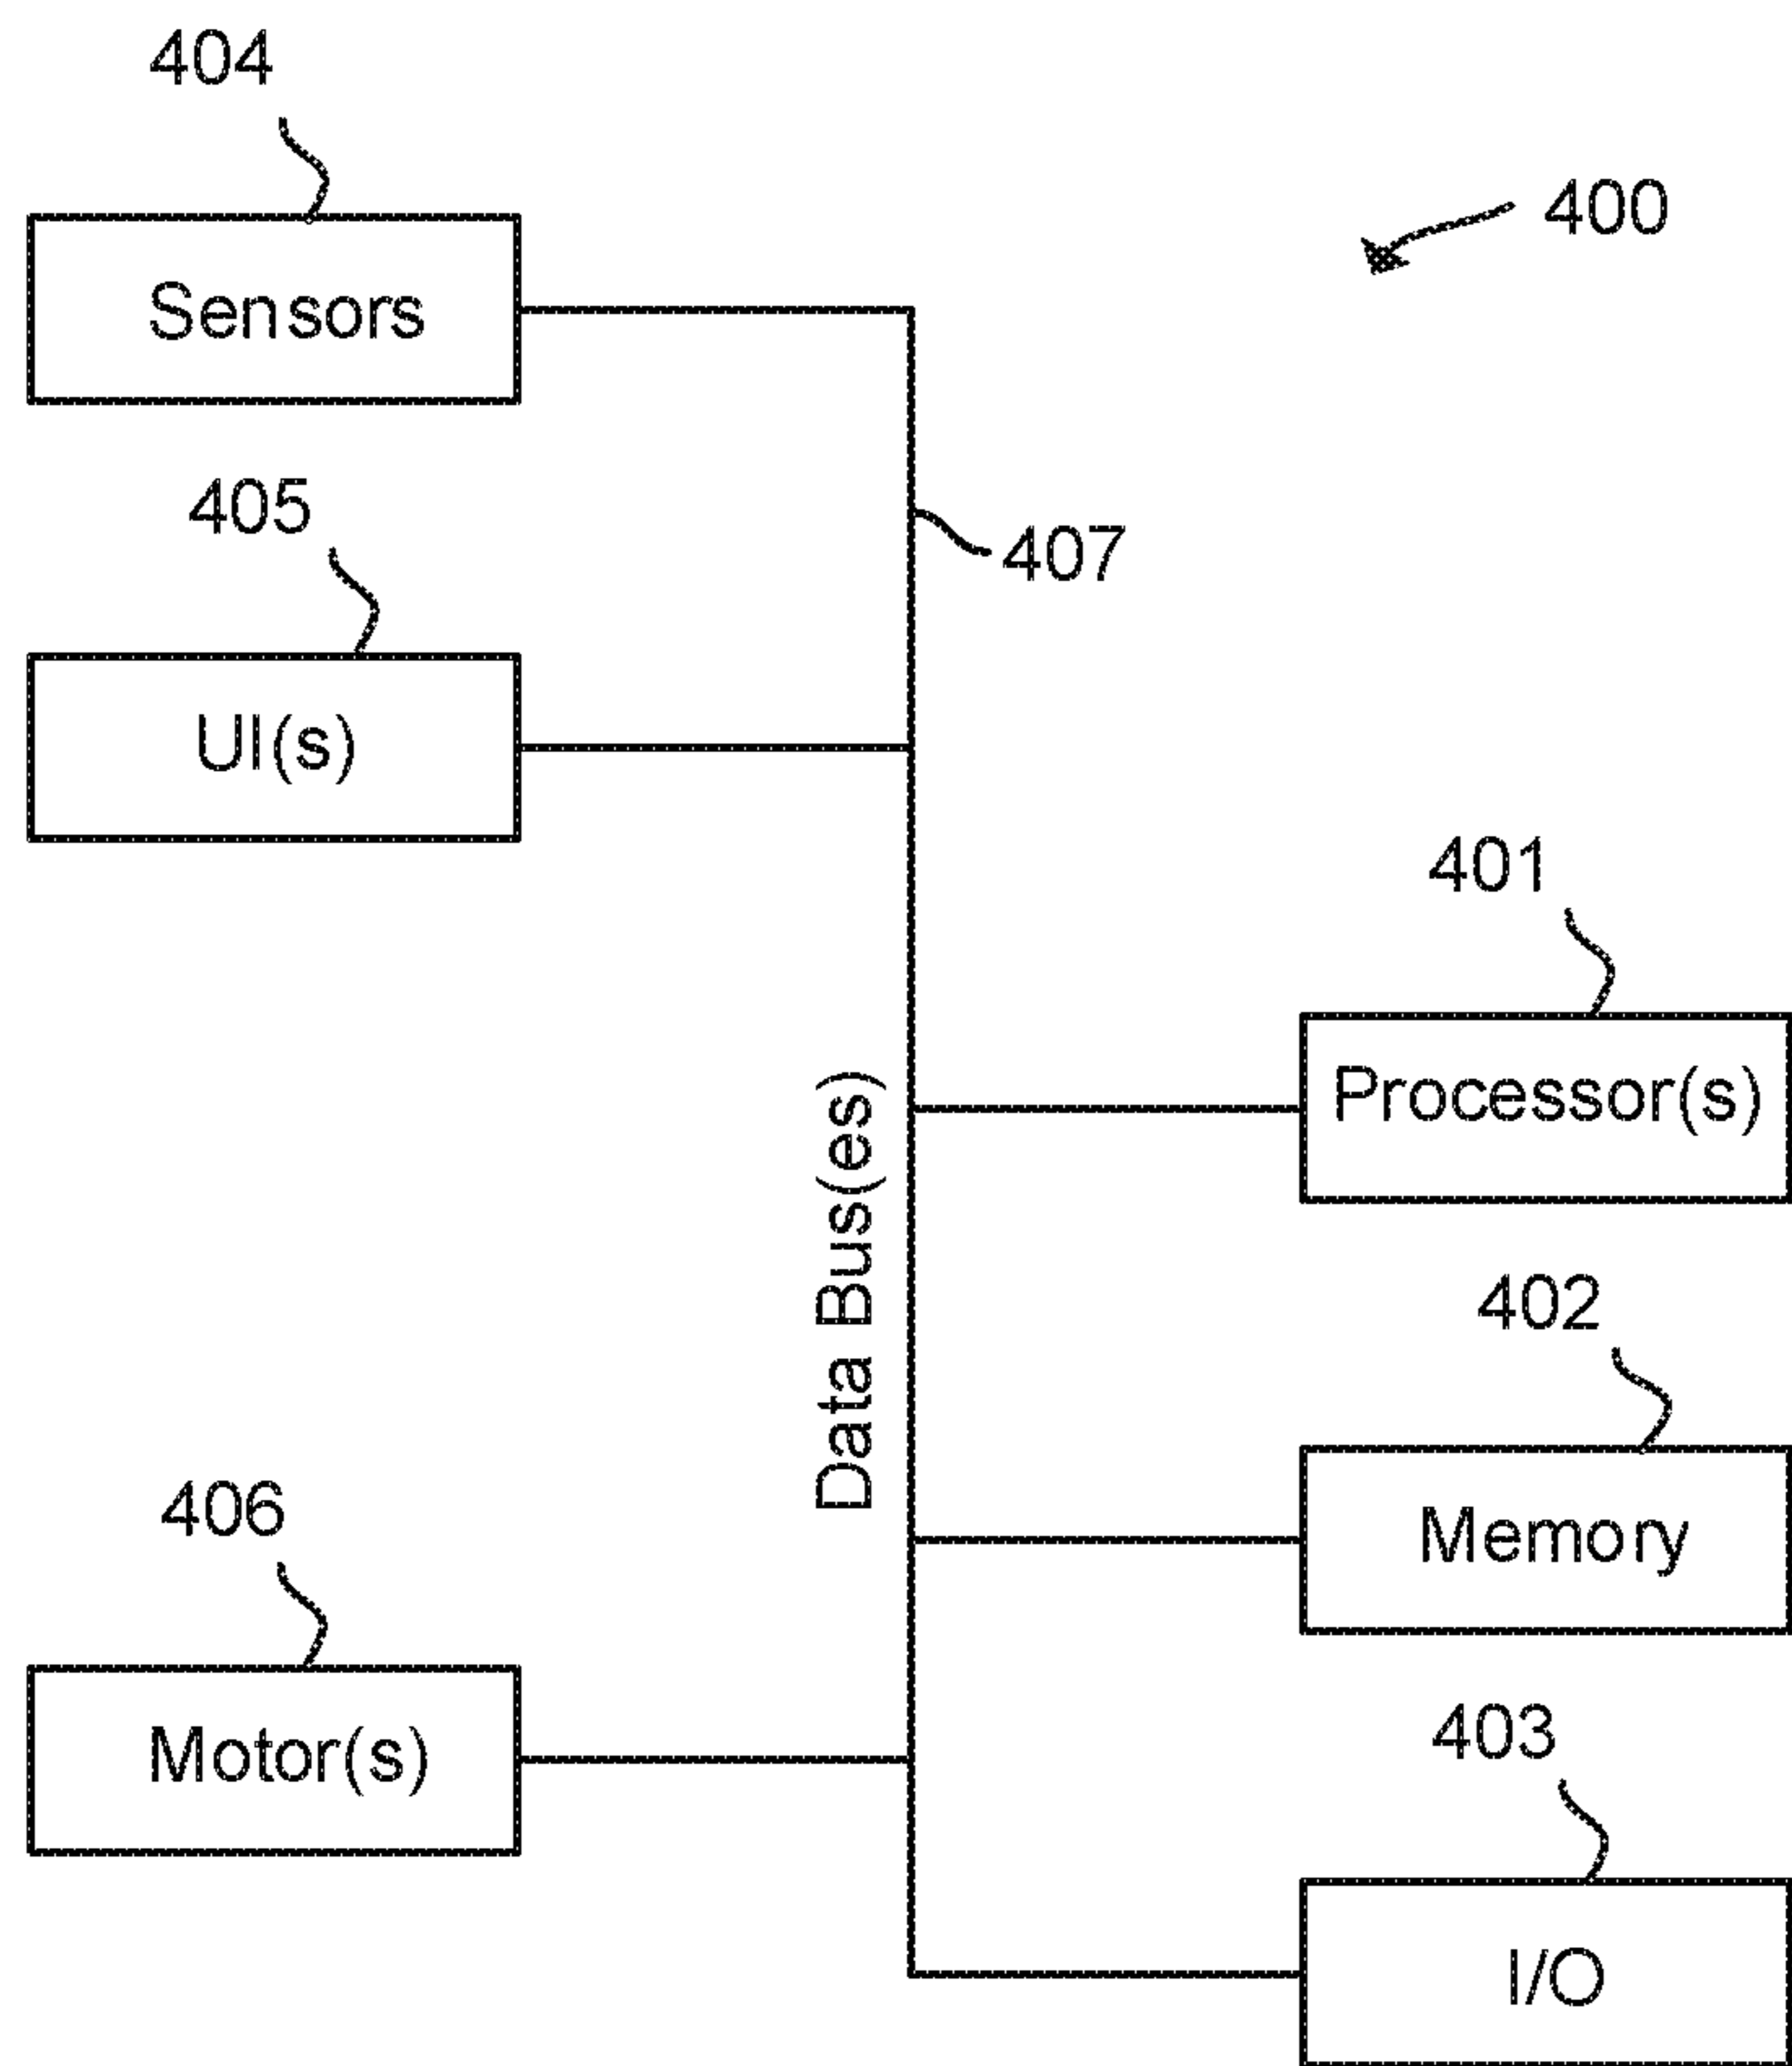 404
400
Sensors
405
407
UI(s)
401
Processor(s)
Data Bus(es)
402
Memory
406
Motor(s)
403
I/O